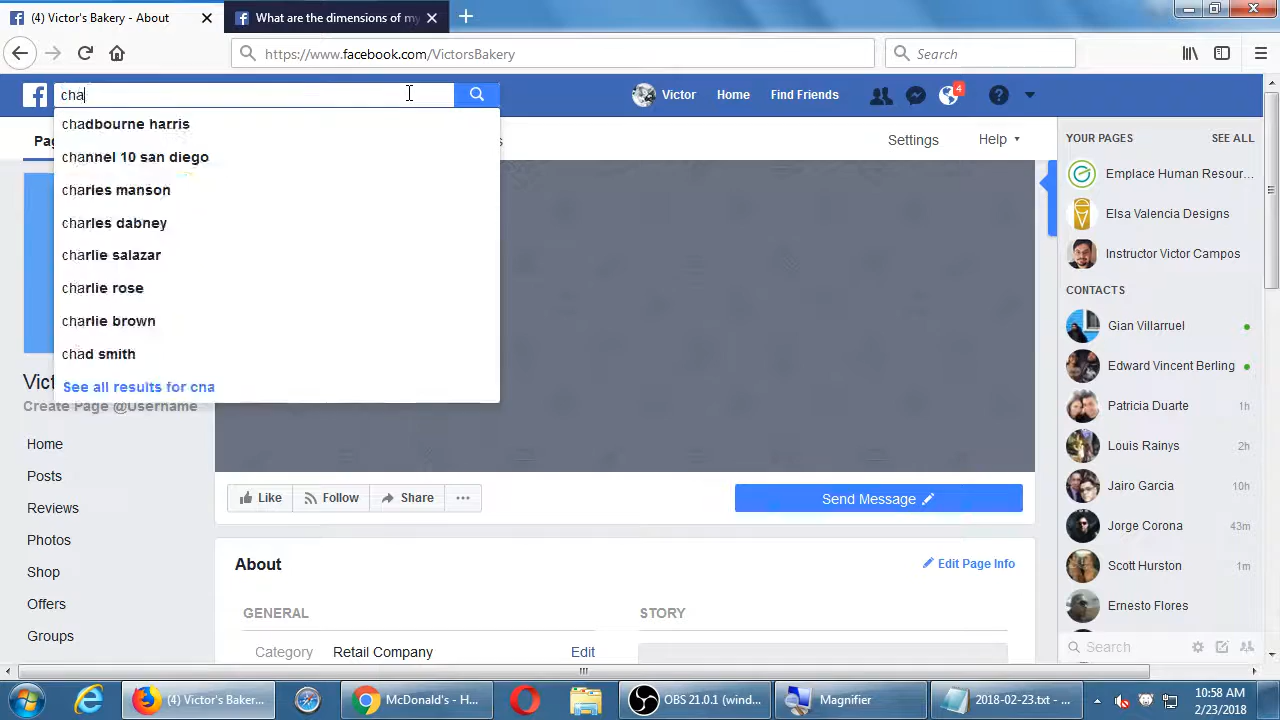 (4) Victor's Bakery - About
What are the dimensions of my
https://www.facebook.com/VictorsBakery
Search
cha
Victor
Home
Find Friends
4
chadbourne harris
channel 10 san diego
charles manson
charles dabney
charlie salazar
charlie rose
charlie brown
chad smith
See all results for cha
Settings
Help
Create Page @Username
Home
Posts
Reviews
Photos
Shop
Offers
Groups
Like
Follow
Share
Send Message
About
Edit Page Info
GENERAL
STORY
Category
Retail Company
Edit
YOUR PAGES
SEE ALL
Emplace Human Resour...
Elsa Valencia Designs
Instructor Victor Campos
CONTACTS
Gian Villarruel
Edward Vincent Berling
Patricia Duarte 1h
Louis Rainys 2h
Jairo Garcia 10h
Jorge Corona 43m
Scott Hurston 1m
Ernesto Flores
Search
(4) Victor's Baker...
McDonald's - H...
OBS 21.0.1 (wind...
Magnifier
2018-02-23.txt - ...
10:58 AM
2/23/2018